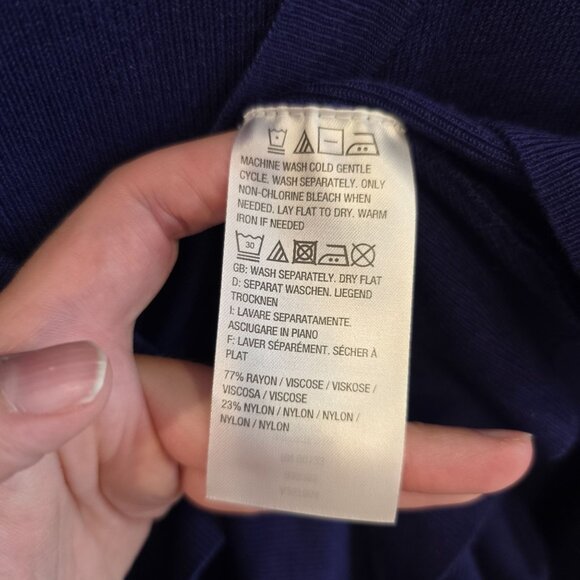 MACHINE WASH COLD GENTLE
CYCLE. WASH SEPARATELY. ONLY
NON-CHLORINE BLEACH WHEN
NEEDED. LAY FLAT TO DRY. WARM
IRON IF NEEDED
30
GB: WASH SEPARATELY. DRY FLAT
D: SEPARAT WASCHEN. LIEGEND
TROCKNEN
I: LAVARE SEPARATAMENTE.
ASCIUGARE IN PIANO
F: LAVER SÉPARÉMENT. SÉCHER À
PLAT
77% RAYON / VISCOSE / VISKOSE /
VISCOSA / VISCOSE
23% NYLON / NYLON / NYLON /
NYLON / NYLON